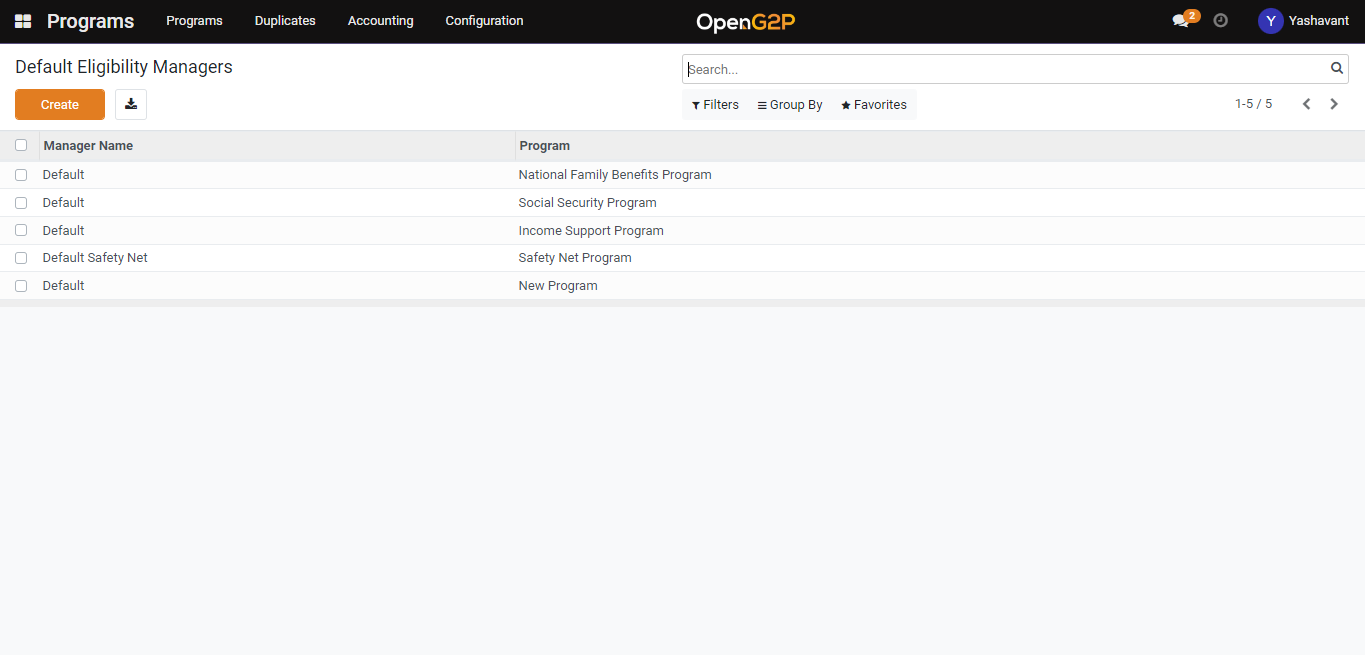 Programs Programs Duplicates Accounting Configuration OpenG2P 2 Y Yashavant
Default Eligibility Managers Search...
Create Filters Group By Favorites 1-5 / 5
Manager Name Program
Default National Family Benefits Program
Default Social Security Program
Default Income Support Program
Default Safety Net Safety Net Program
Default New Program